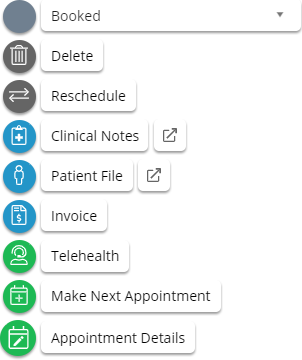 Booked
Delete
Reschedule
Clinical Notes
Patient File
Invoice
Telehealth
Make Next Appointment
Appointment Details